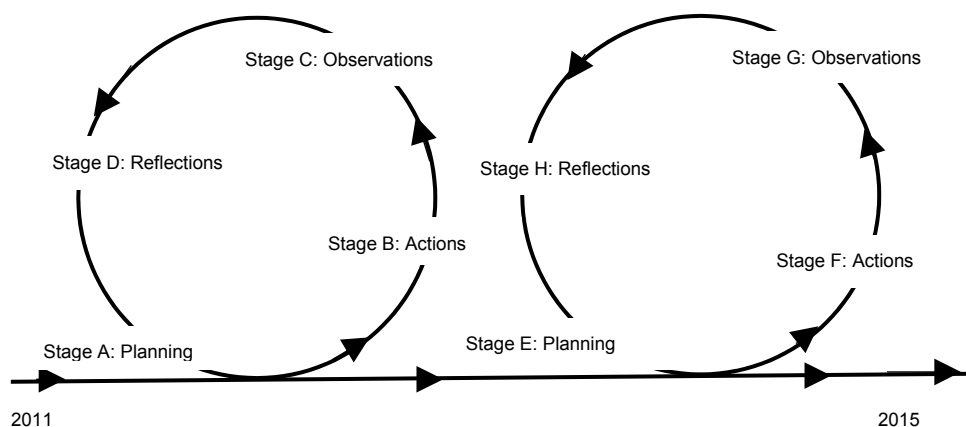 Stage C: Observations
Stage G: Observations
Stage D: Reflections
Stage H: Reflections
Stage B: Actions
Stage F: Actions
Stage A: Planning
Stage E: Planning
2011
2015